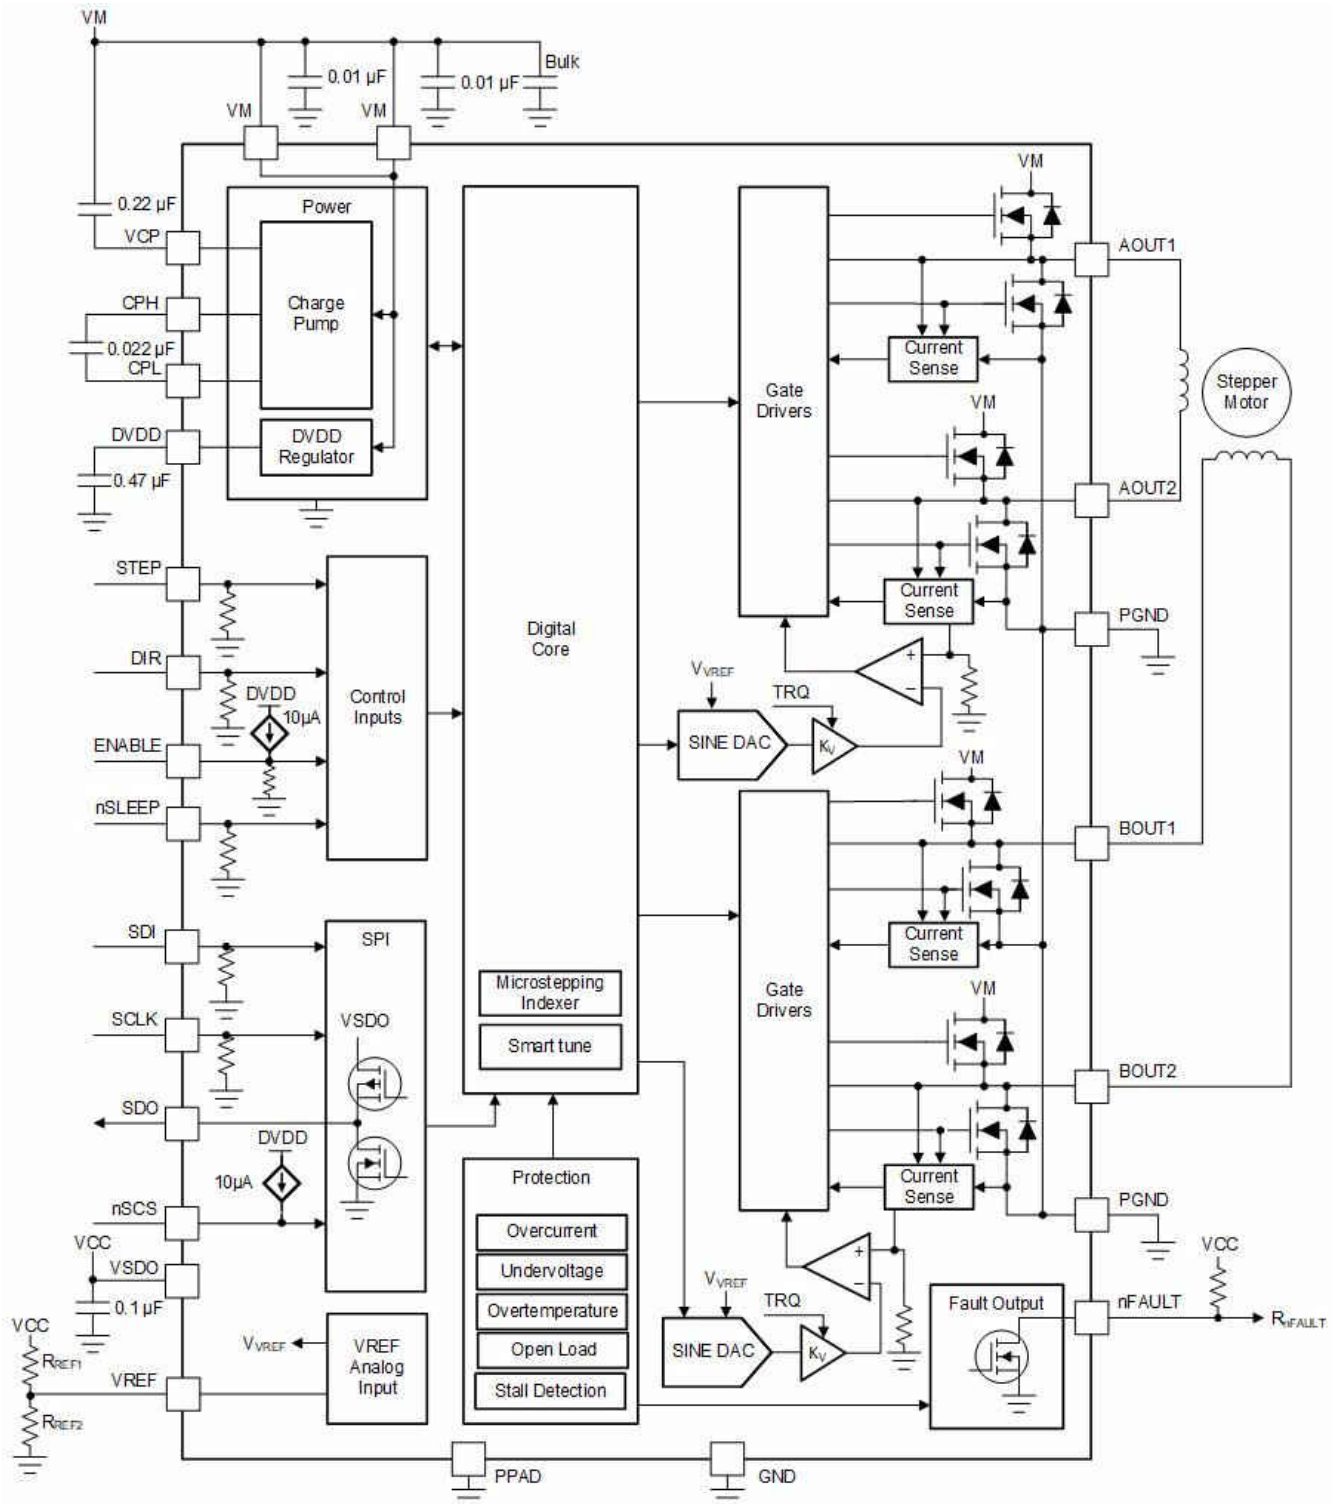 VM
Bulk
0.01 µF
0.01 µF
VM
VM
VM
Power
0.22 µF
VCP
AOUT1
CPH
Charge
Pump
0.022 µF
CPL
Current
Sense
Gate
Drivers
Stepper
Motor
VM
DVDD
DVDD
Regulator
0.47 µF
AOUT2
STEP
Current
Sense
PGND
Digital
Core
DIR
VVREF
TRQ
DVDD
10µA
Control
Inputs
ENABLE
SINE DAC
KV
+
–
VM
nSLEEP
BOUT1
SDI
SPI
Current
Sense
Microstepping
Indexer
Gate
Drivers
VM
SCLK
VSDO
Smart tune
BOUT2
SDO
DVDD
10µA
Protection
Current
Sense
nSCS
PGND
Overcurrent
VCC
VSDO
Undervoltage
+
–
VCC
0.1 µF
VVREF
TRQ
Overtemperature
Fault Output
nFAULT
RnFAULT
VCC
RREF1
VVREF
VREF
Analog
Input
Open Load
SINE DAC
KV
VREF
Stall Detection
RREF2
PPAD
GND